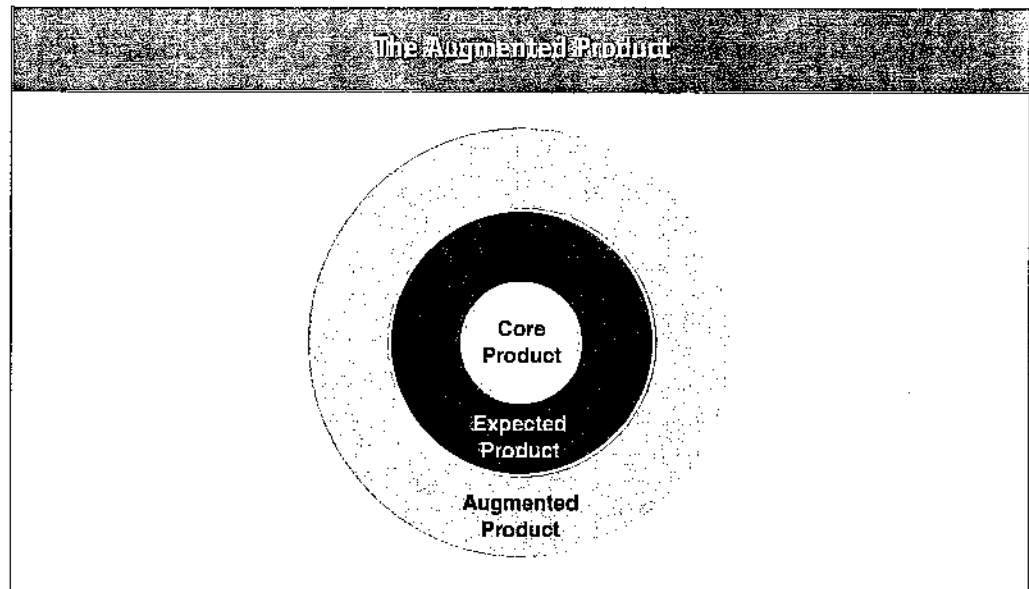 The Augmented Product
Core
Product
Expected
Product
Augmented
Product